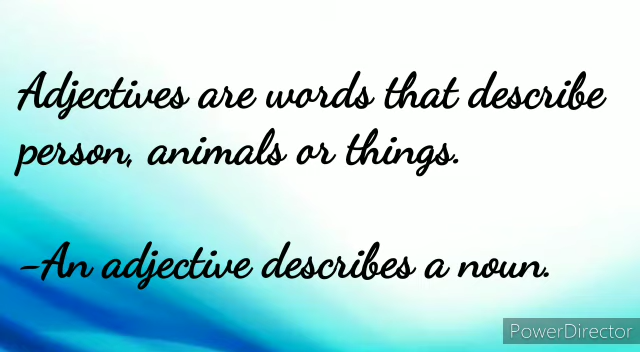 Adjectives are words that describe
person, animals or things.
-An adjective describes a noun.
PowerDirector